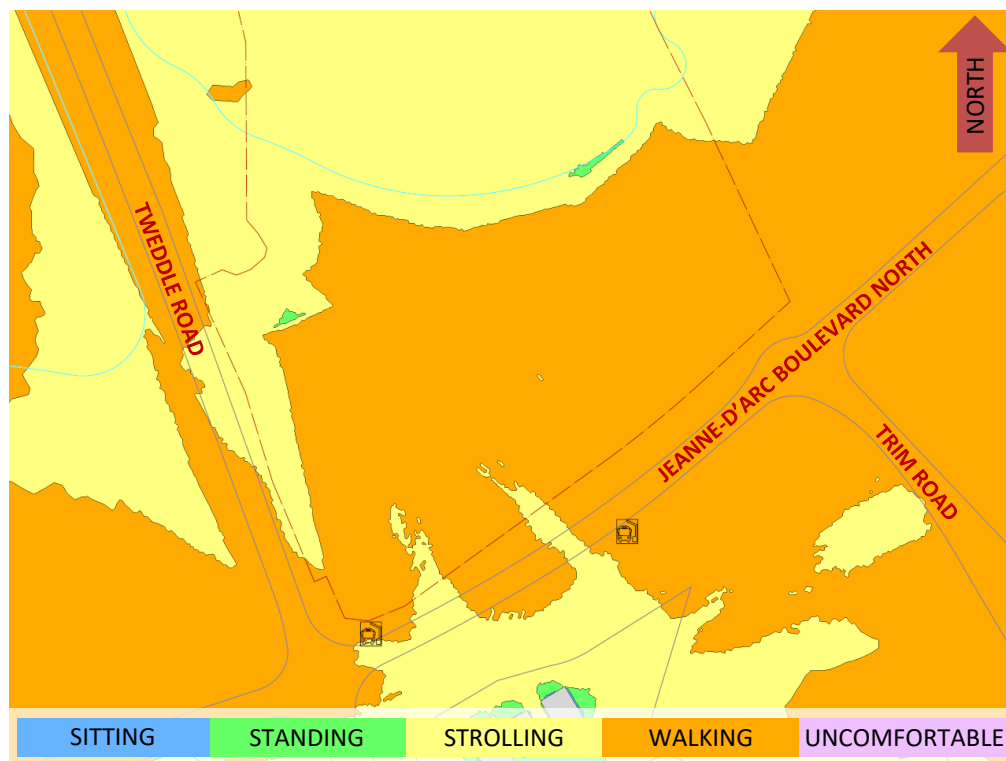 NORTH
TWEDDLE ROAD
JEANNE-D'ARC BOULEVARD NORTH
TRIM ROAD
SITTING STANDING STROLLING WALKING UNCOMFORTABLE